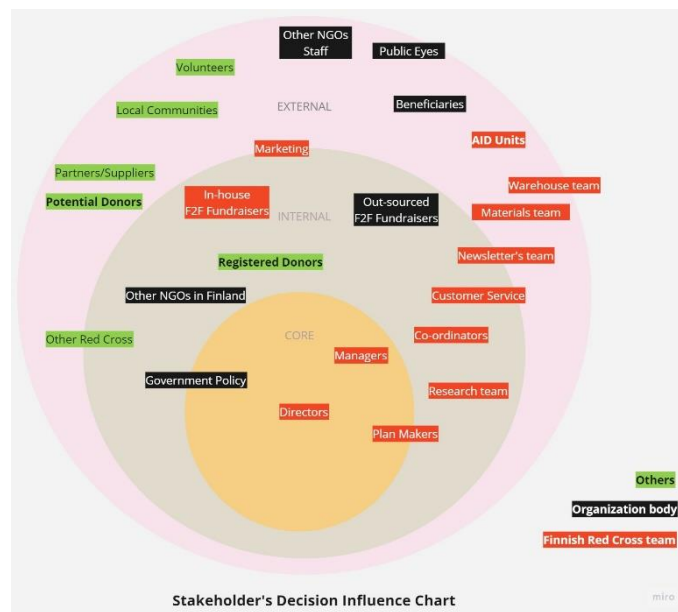 Other NGOs
Staff
Public Eyes
Volunteers
Beneficiaries
EXTERNAL
Local Communities
AID Units
Marketing
Partners/Suppliers
Warehouse team
Potential Donors
In-house
F2F Fundraisers
Out-sourced
F2F Fundraisers
INTERNAL
Materials team
Newsletter's team
Registered Donors
Other NGOs in Finland
Customer Service
CORE
Co-ordinators
Other Red Cross
Managers
Government Policy
Research team
Directors
Plan Makers
Others
Organization body
Finnish Red Cross team
Stakeholder's Decision Influence Chart
miro